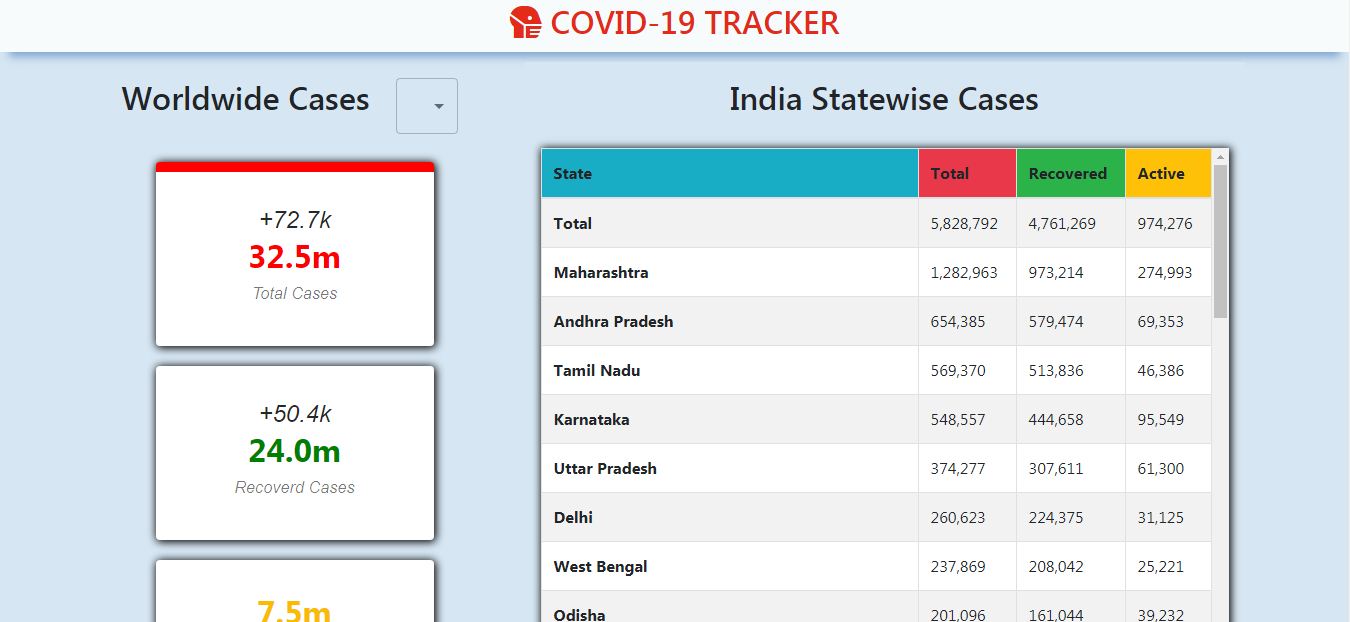 COVID-19 TRACKER
Worldwide Cases
+72.7k
32.5m
Total Cases
+50.4k
24.0m
Recoverd Cases
7.5m
India Statewise Cases
State Total Recovered Active
Total 5,828,792 4,761,269 974,276
Maharashtra 1,282,963 973,214 274,993
Andhra Pradesh 654,385 579,474 69,353
Tamil Nadu 569,370 513,836 46,386
Karnataka 548,557 444,658 95,549
Uttar Pradesh 374,277 307,611 61,300
Delhi 260,623 224,375 31,125
West Bengal 237,869 208,042 25,221
Odisha 201,096 161,044 39,232